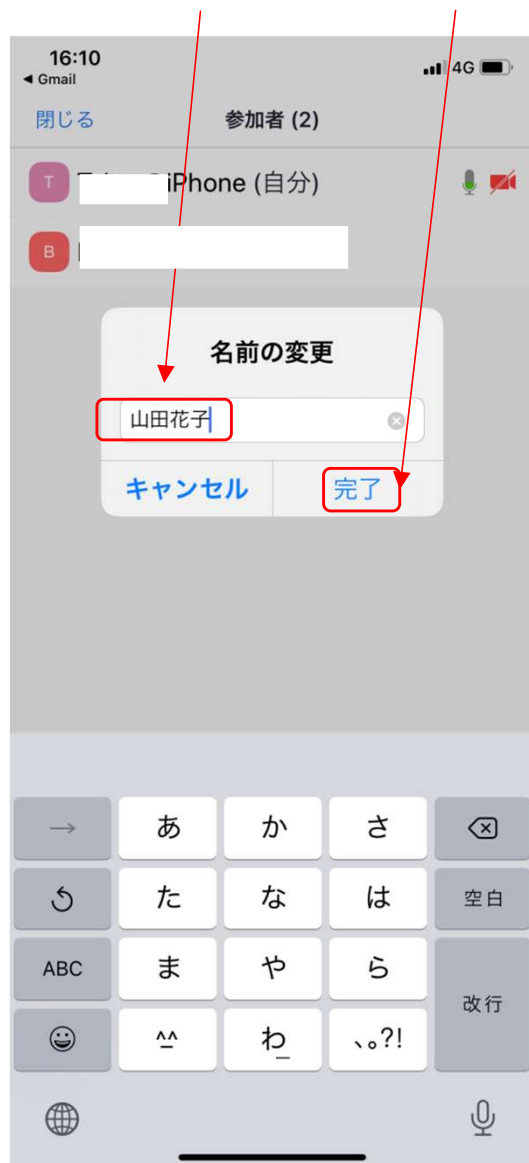 16:10
4G
◀ Gmail
閉じる
参加者 (2)
T
iPhone (自分)
B
名前の変更
山田花子
キャンセル
完了
→ あ か さ
た な は 空白
ABC ま や ら
改行
^^ わ_ 、。?!